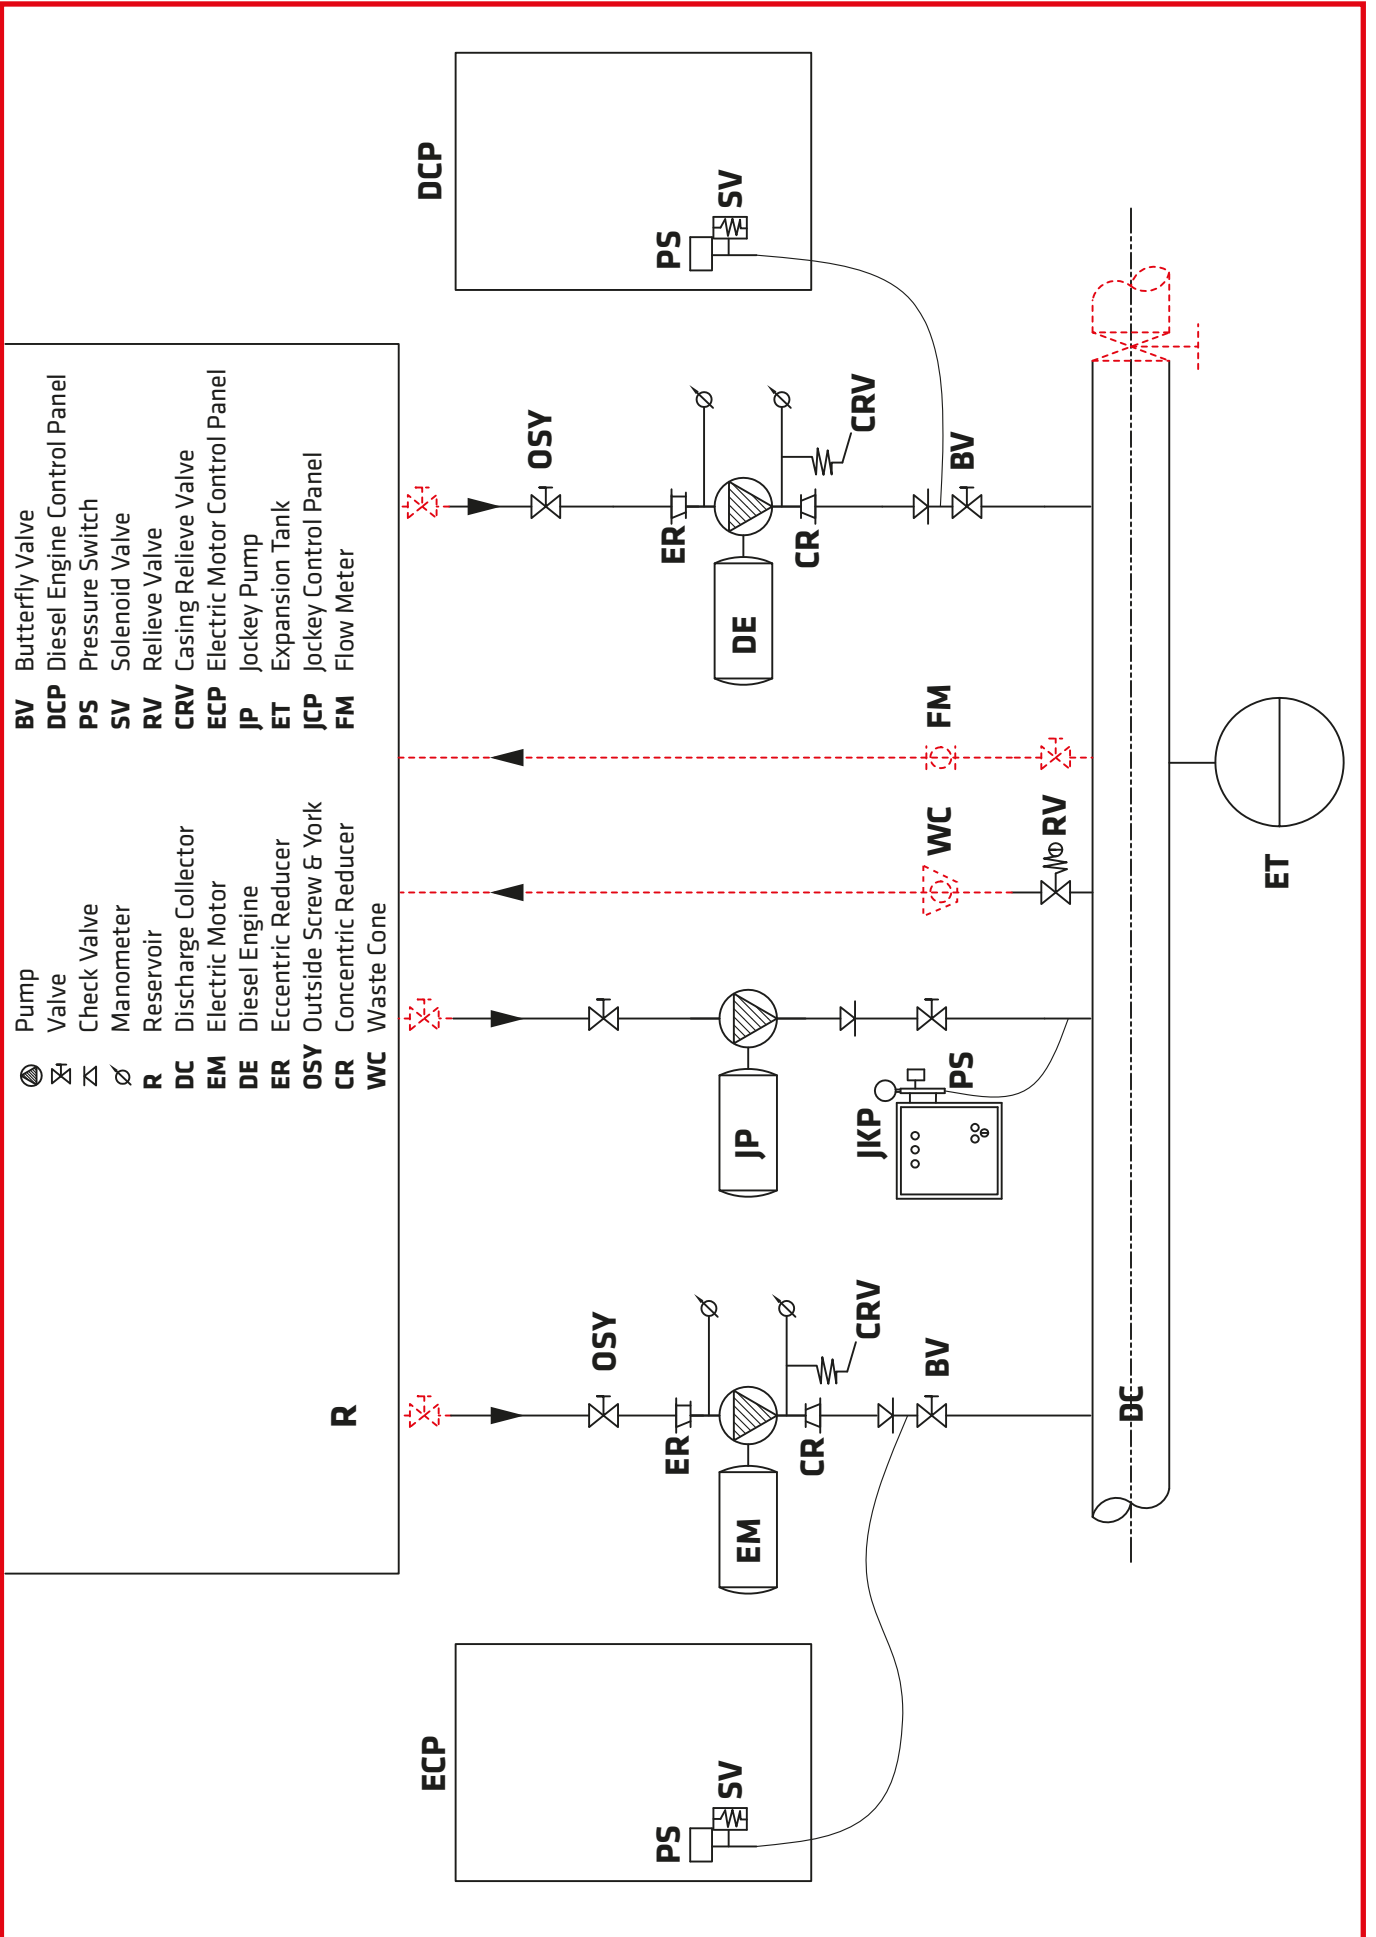 Pump
Valve
Check Valve
Manometer
R Reservoir
DC Discharge Collector
EM Electric Motor
DE Diesel Engine
ER Eccentric Reducer
OSY Outside Screw & York
CR Concentric Reducer
WC Waste Cone
BV Butterfly Valve
DCP Diesel Engine Control Panel
PS Pressure Switch
SV Solenoid Valve
RV Relieve Valve
CRV Casing Relieve Valve
ECP Electric Motor Control Panel
JP Jockey Pump
ET Expansion Tank
JCP Jockey Control Panel
FM Flow Meter
R
ECP
PS
SV
OSY
ER
EM
CR
CRV
BV
JP
JKP
PS
WC
RV
FM
OSY
ER
DE
CR
CRV
BV
DCP
PS
SV
DC
ET